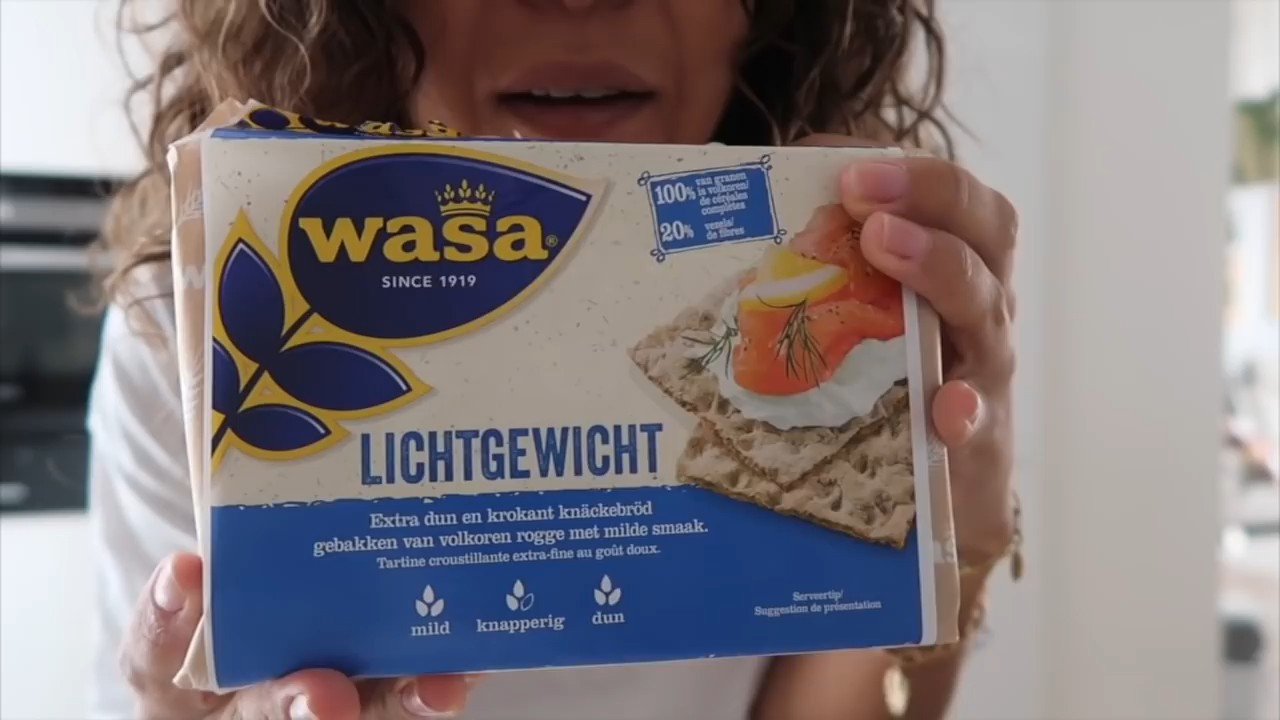 wasa
wasa®
SINCE 1919
100% van granen
is volkoren/
de céréales
complètes
20% vezels/
de fibres
LICHTGEWICHT
Extra dun en krokant knäckebröd
gebakken van volkoren rogge met milde smaak.
Tartine croustillante extra-fine au goût doux.
mild knapperig dun
Serveertip/
Suggestion de présentation